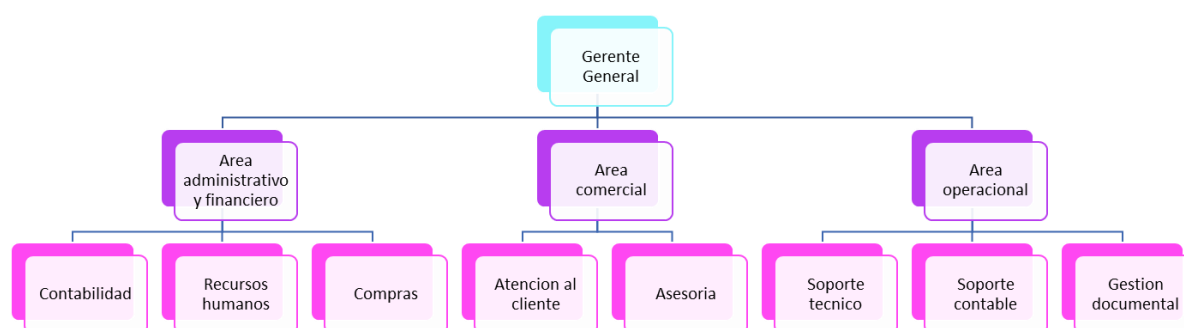 Gerente
General
Area
administrativo
y financiero
Area
comercial
Area
operacional
Contabilidad
Recursos
humanos
Compras
Atencion al
cliente
Asesoria
Soporte
tecnico
Soporte
contable
Gestion
documental